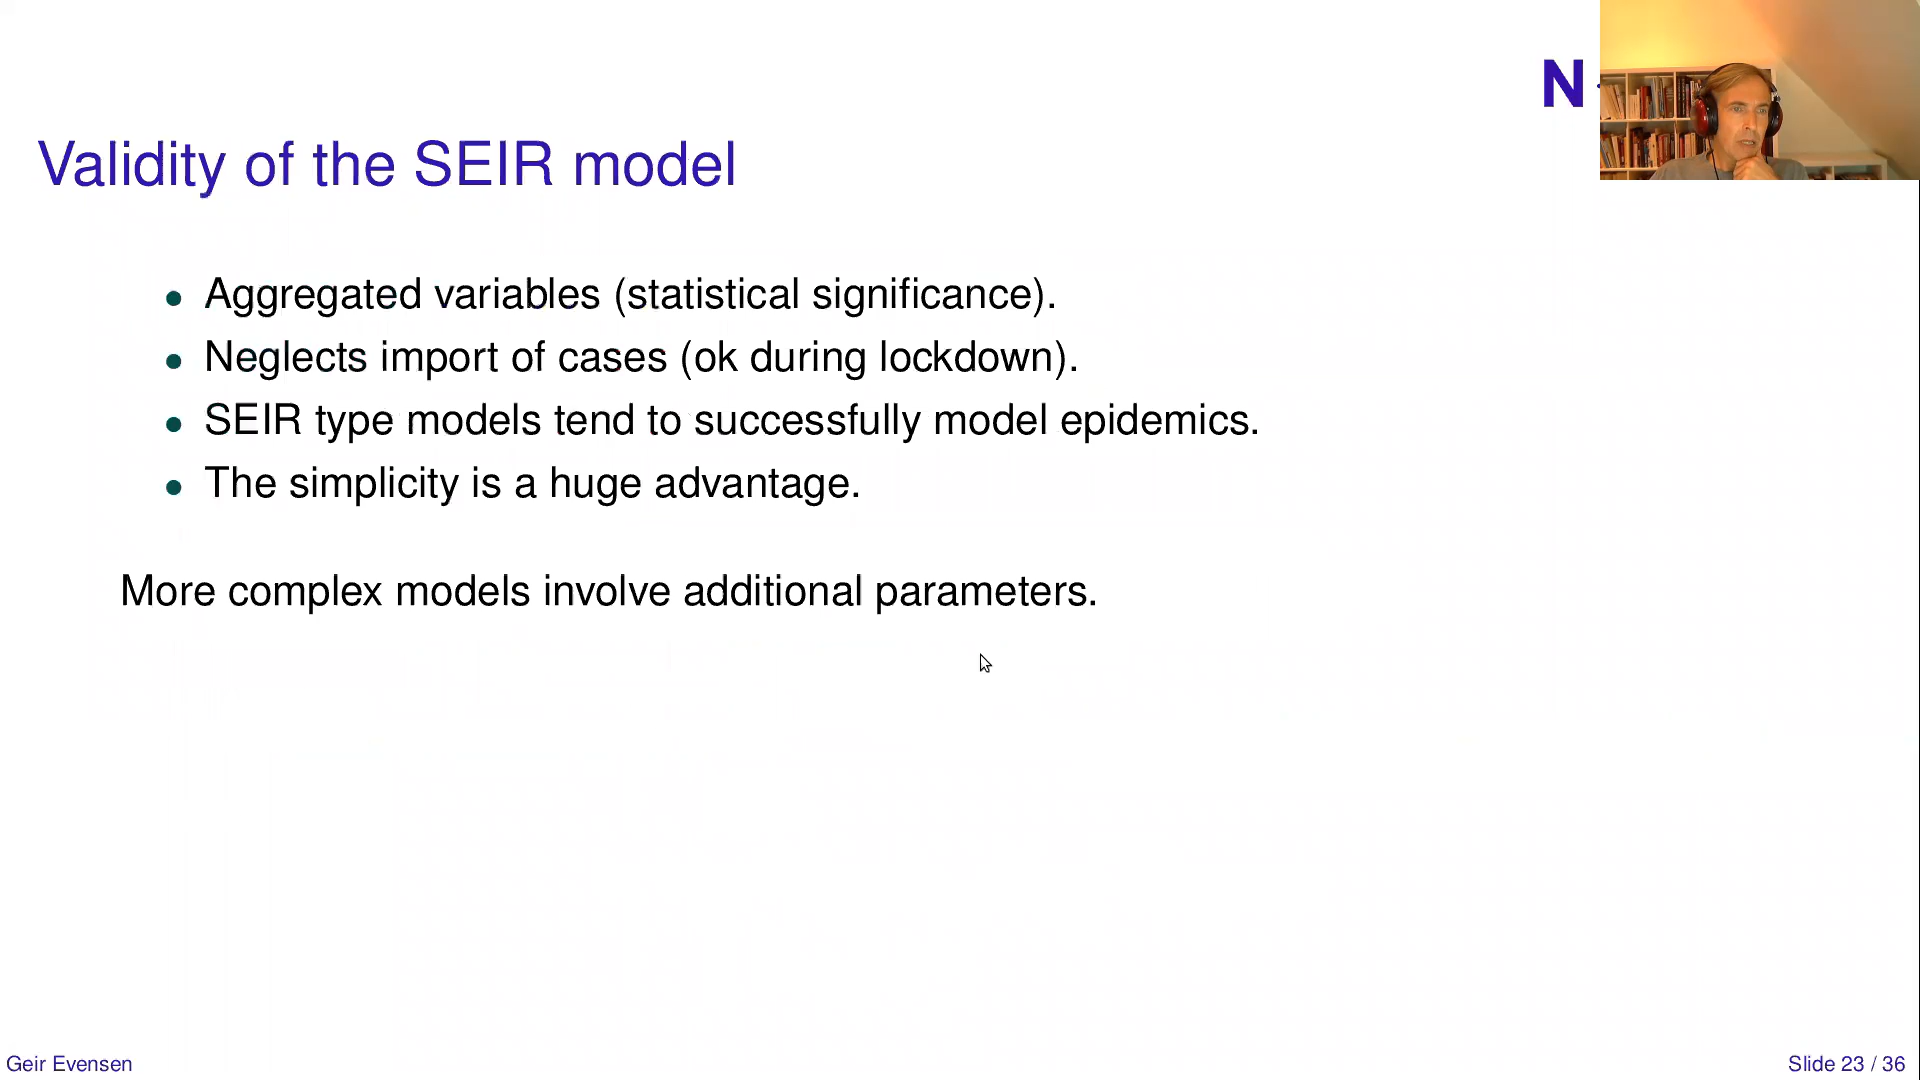 N
Validity of the SEIR model
• Aggregated variables (statistical significance).
• Neglects import of cases (ok during lockdown).
• SEIR type models tend to successfully model epidemics.
• The simplicity is a huge advantage.
More complex models involve additional parameters.
Geir Evensen
Slide 23 / 36